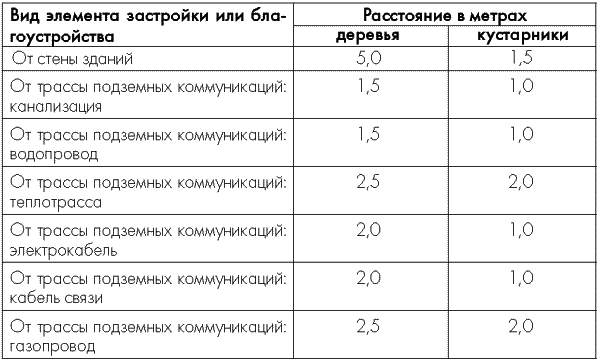 Вид элемента застройки или бла-
гоустройства
Расстояние в метрах
деревья кустарники
От стены зданий 5,0 1,5
От трассы подземных коммуникаций: 1,5 1,0
канализация
От трассы подземных коммуникаций: 1,5 1,0
водопровод
От трассы подземных коммуникаций: 2,5 2,0
теплотрасса
От трассы подземных коммуникаций: 2,0 1,0
электрокабель
От трассы подземных коммуникаций: 2,0 1,0
кабель связи
От трассы подземных коммуникаций: 2,5 2,0
газопровод